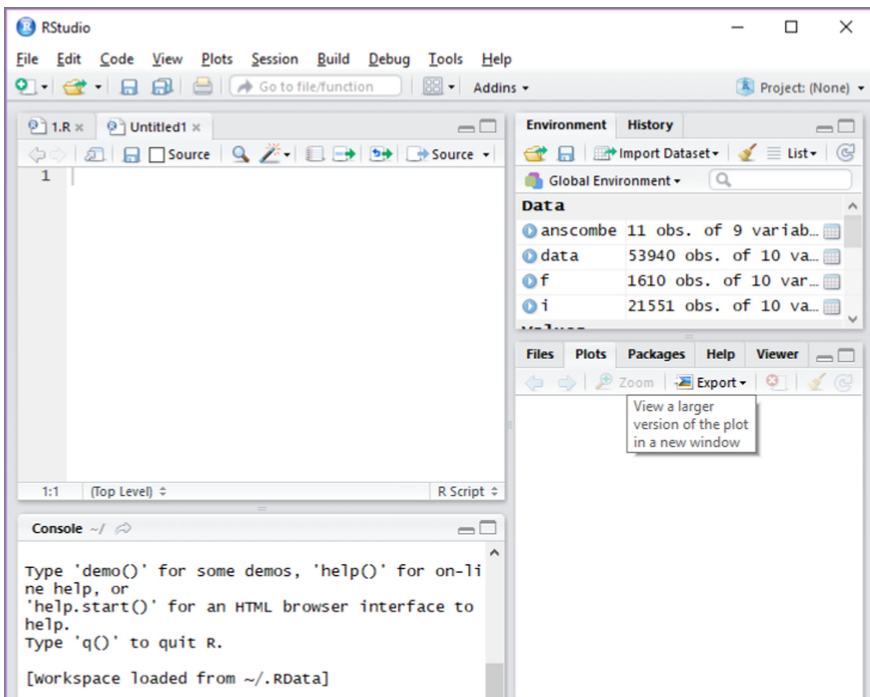 RStudio
File Edit Code View Plots Session Build Debug Tools Help
Go to file/function Addins Project: (None)
1.R Untitled1
Source Source
1
1:1 (Top Level) R Script
Console ~/
Type 'demo()' for some demos, 'help()' for on-li
ne help, or
'help.start()' for an HTML browser interface to
help.
Type 'q()' to quit R.
[Workspace loaded from ~/.RData]
Environment History
Import Dataset List
Global Environment
Data
anscombe 11 obs. of 9 variab…
data 53940 obs. of 10 va…
f 1610 obs. of 10 var…
i 21551 obs. of 10 va…
Files Plots Packages Help Viewer
Zoom Export
View a larger
version of the plot
in a new window